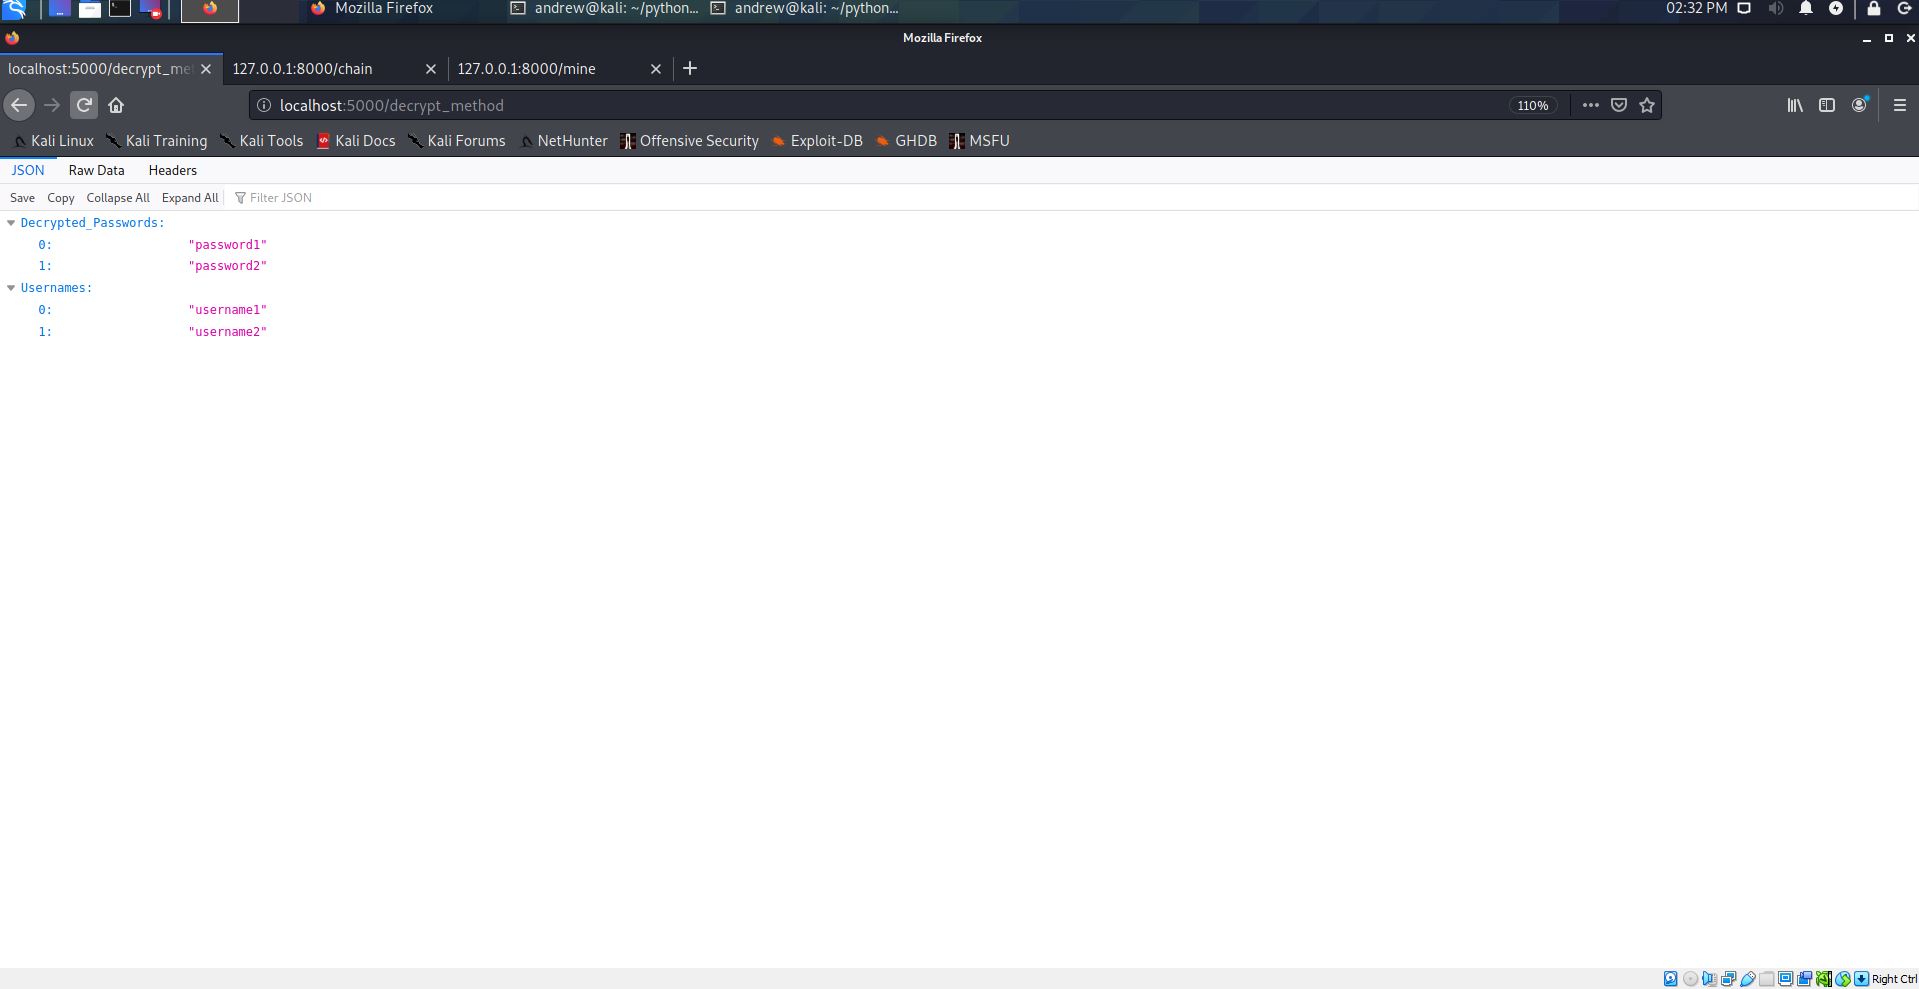 Mozilla Firefox andrew@kali: ~/python... andrew@kali: ~/python... 02:32 PM
Mozilla Firefox
localhost:5000/decrypt_me 127.0.0.1:8000/chain 127.0.0.1:8000/mine
localhost:5000/decrypt_method 110%
Kali Linux Kali Training Kali Tools Kali Docs Kali Forums NetHunter Offensive Security Exploit-DB GHDB MSFU
JSON Raw Data Headers
Save Copy Collapse All Expand All Filter JSON
Decrypted_Passwords:
0: "password1"
1: "password2"
Usernames:
0: "username1"
1: "username2"
Right Ctrl